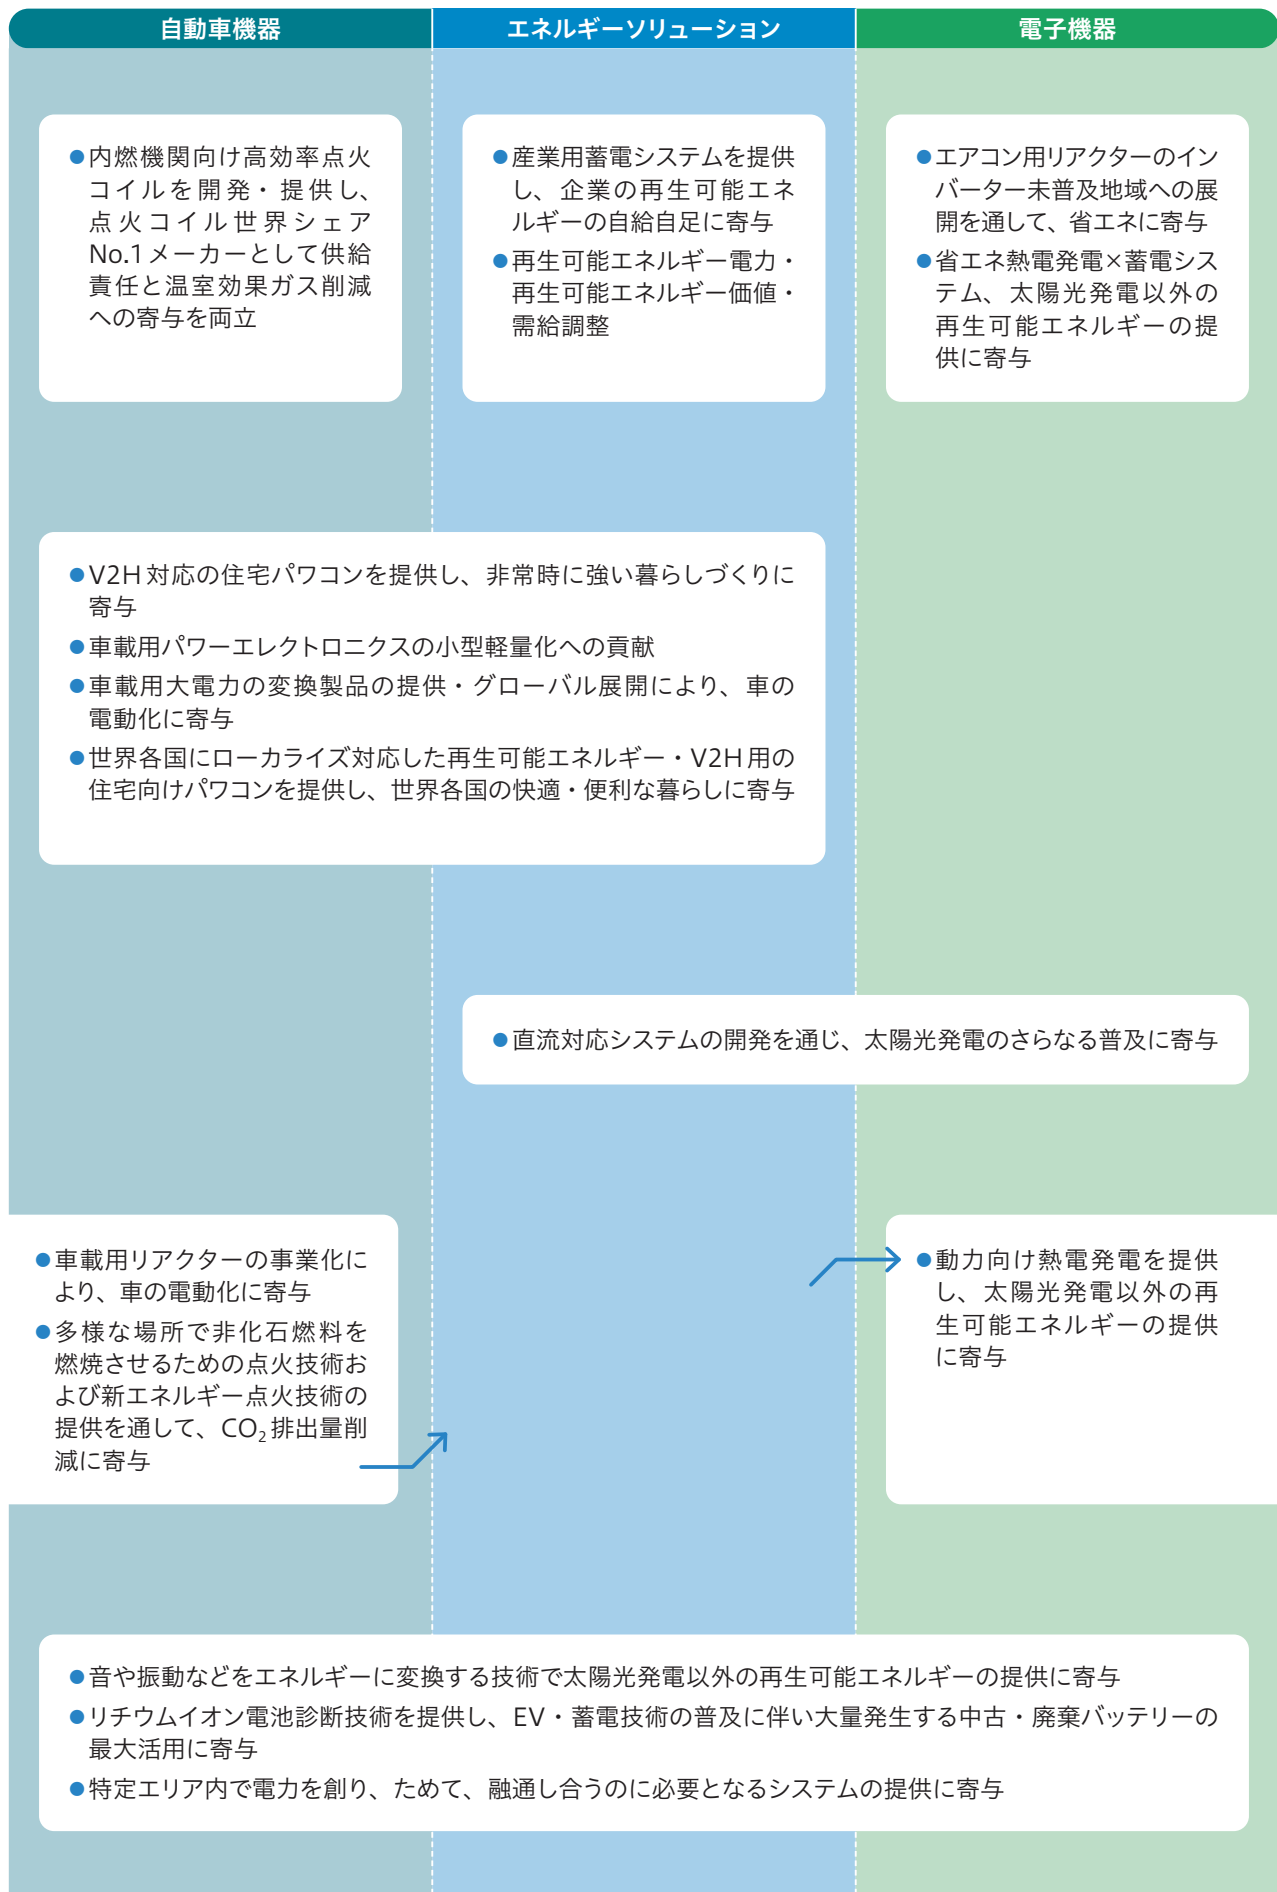 自動車機器
エネルギーソリューション
電子機器
●内燃機関向け高効率点火
コイルを開発・提供し、
点火コイル世界シェア
No.1メーカーとして供給
責任と温室効果ガス削減
への寄与を両立
●産業用蓄電システムを提供
し、企業の再生可能エネ
ルギーの自給自足に寄与
●再生可能エネルギー電力・
再生可能エネルギー価値・
需給調整
●エアコン用リアクターのイン
バーター未普及地域への展
開を通して、省エネに寄与
●省エネ熱電発電×蓄電シス
テム、太陽光発電以外の
再生可能エネルギーの提
供に寄与
●V2H対応の住宅パワコンを提供し、非常時に強い暮らしづくりに
寄与
●車載用パワーエレクトロニクスの小型軽量化への貢献
●車載用大電力の変換製品の提供・グローバル展開により、車の
電動化に寄与
●世界各国にローカライズ対応した再生可能エネルギー・V2H用の
住宅向けパワコンを提供し、世界各国の快適・便利な暮らしに寄与
●直流対応システムの開発を通じ、太陽光発電のさらなる普及に寄与
●車載用リアクターの事業化に
より、車の電動化に寄与
●多様な場所で非化石燃料を
燃焼させるための点火技術お
よび新エネルギー点火技術の
提供を通して、CO₂排出量削
減に寄与
●動力向け熱電発電を提供
し、太陽光発電以外の再
生可能エネルギーの提供
に寄与
●音や振動などをエネルギーに変換する技術で太陽光発電以外の再生可能エネルギーの提供に寄与
●リチウムイオン電池診断技術を提供し、EV・蓄電技術の普及に伴い大量発生する中古・廃棄バッテリーの
最大活用に寄与
●特定エリア内で電力を創り、ためて、融通し合うのに必要となるシステムの提供に寄与